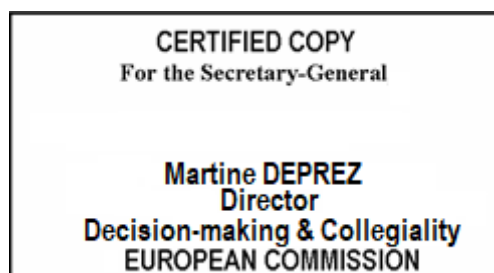 CERTIFIED COPY
For the Secretary-General
Martine DEPREZ
Director
Decision-making & Collegiality
EUROPEAN COMMISSION